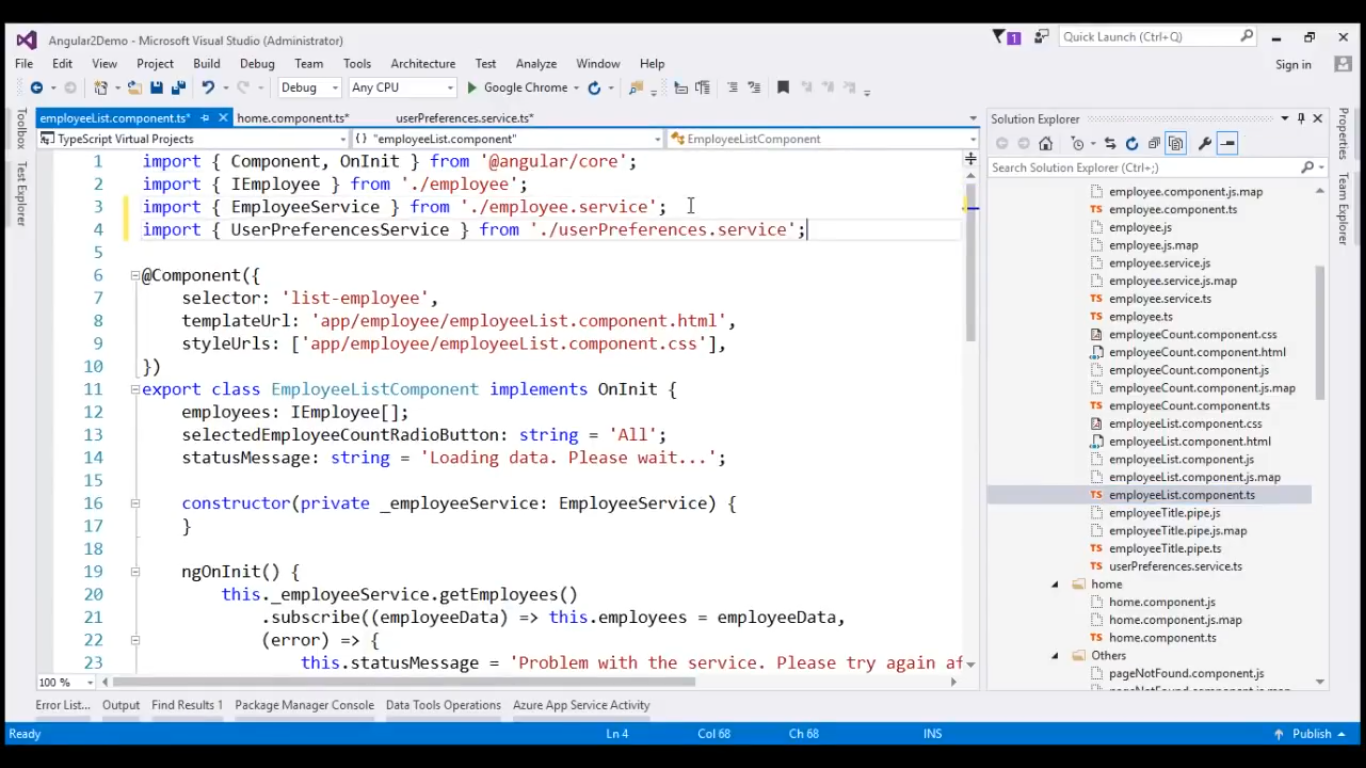 Angular2Demo - Microsoft Visual Studio (Administrator)
1
Quick Launch (Ctrl+Q)
File Edit View Project Build Debug Team Tools Architecture Test Analyze Window Help
Sign in
Debug Any CPU Google Chrome
employeeList.component.ts* home.component.ts* userPreferences.service.ts*
TypeScript Virtual Projects {} "employeeList.component" EmployeeListComponent
Toolbox
Test Explorer
1 import { Component, OnInit } from '@angular/core';
2 import { IEmployee } from './employee';
3 import { EmployeeService } from './employee.service';
4 import { UserPreferencesService } from './userPreferences.service';
5
6 @Component({
7 selector: 'list-employee',
8 templateUrl: 'app/employee/employeeList.component.html',
9 styleUrls: ['app/employee/employeeList.component.css'],
10 })
11 export class EmployeeListComponent implements OnInit {
12 employees: IEmployee[];
13 selectedEmployeeCountRadioButton: string = 'All';
14 statusMessage: string = 'Loading data. Please wait...';
15
16 constructor(private _employeeService: EmployeeService) {
17 }
18
19 ngOnInit() {
20 this._employeeService.getEmployees()
21 .subscribe((employeeData) => this.employees = employeeData,
22 (error) => {
23 this.statusMessage = 'Problem with the service. Please try again af
100 %
Solution Explorer
Search Solution Explorer (Ctrl+;)
employee.component.js.map
employee.component.ts
employee.js
employee.js.map
employee.service.js
employee.service.js.map
TS employee.service.ts
TS employee.ts
employeeCount.component.css
employeeCount.component.html
employeeCount.component.js
employeeCount.component.js.map
TS employeeCount.component.ts
employeeList.component.css
employeeList.component.html
employeeList.component.js
employeeList.component.js.map
TS employeeList.component.ts
employeeTitle.pipe.js
employeeTitle.pipe.js.map
TS employeeTitle.pipe.ts
TS userPreferences.service.ts
home
home.component.js
home.component.js.map
TS home.component.ts
Others
pageNotFound.component.js
Properties
Team Explorer
Error List... Output Find Results 1 Package Manager Console Data Tools Operations Azure App Service Activity
Ready Ln 4 Col 68 Ch 68 INS Publish